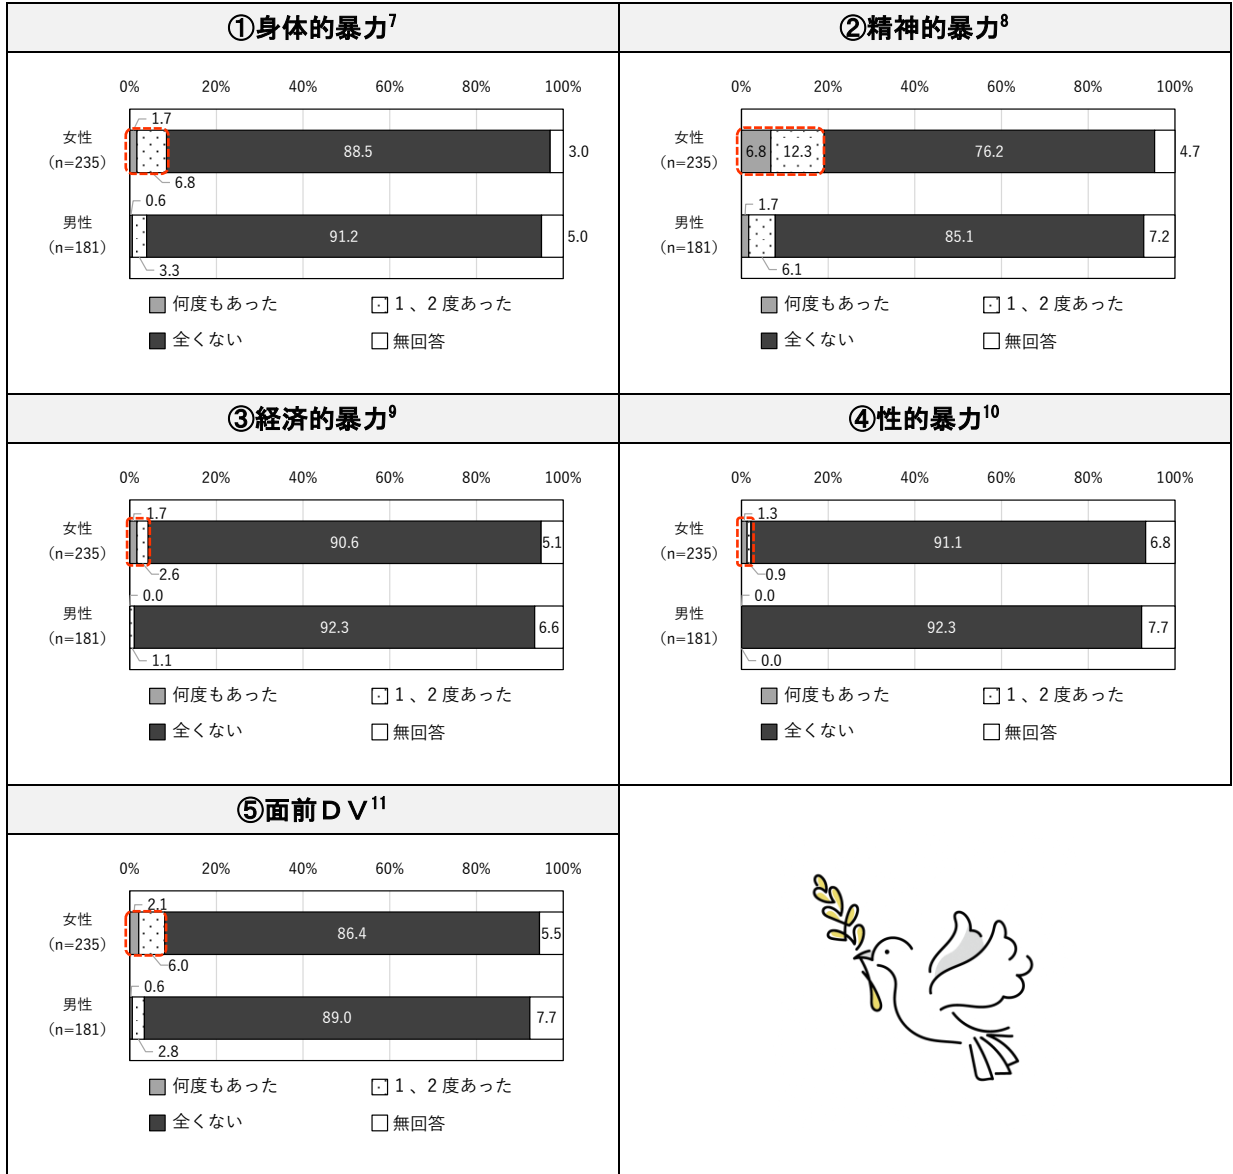 ①身体的暴力7
0% 20% 40% 60% 80% 100%
1.7
女性
(n=235)
88.5 3.0
6.8
0.6
男性
(n=181)
91.2 5.0
3.3
何度もあった 1、2度あった
全くない 無回答
②精神的暴力8
0% 20% 40% 60% 80% 100%
女性
(n=235)
6.8 12.3 76.2 4.7
1.7
男性
(n=181)
85.1 7.2
6.1
何度もあった 1、2度あった
全くない 無回答
③経済的暴力9
0% 20% 40% 60% 80% 100%
1.7
女性
(n=235)
90.6 5.1
2.6
0.0
男性
(n=181)
92.3 6.6
1.1
何度もあった 1、2度あった
全くない 無回答
④性的暴力10
0% 20% 40% 60% 80% 100%
1.3
女性
(n=235)
91.1 6.8
0.9
0.0
男性
(n=181)
92.3 7.7
0.0
何度もあった 1、2度あった
全くない 無回答
⑤面前ＤＶ11
0% 20% 40% 60% 80% 100%
2.1
女性
(n=235)
86.4 5.5
6.0
0.6
男性
(n=181)
89.0 7.7
2.8
何度もあった 1、2度あった
全くない 無回答